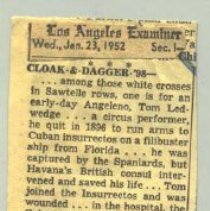 Los Angeles Examiner
Wed., Jan. 23, 1952 Sec. I—
CLOAK-&-DAGGER '98—
. . . among those white crosses
in Sawtelle rows, one is for an
early-day Angeleno, Tom Led-
wedge . . . a circus performer,
he quit in 1896 to run arms to
Cuban insurrectos on a filibuster
ship from Florida . . . he was
captured by the Spaniards, but
Havana's British consul inter-
vened and saved his life . . . Tom
joined the Insurrectos and was
wounded . . . in the hospital, the